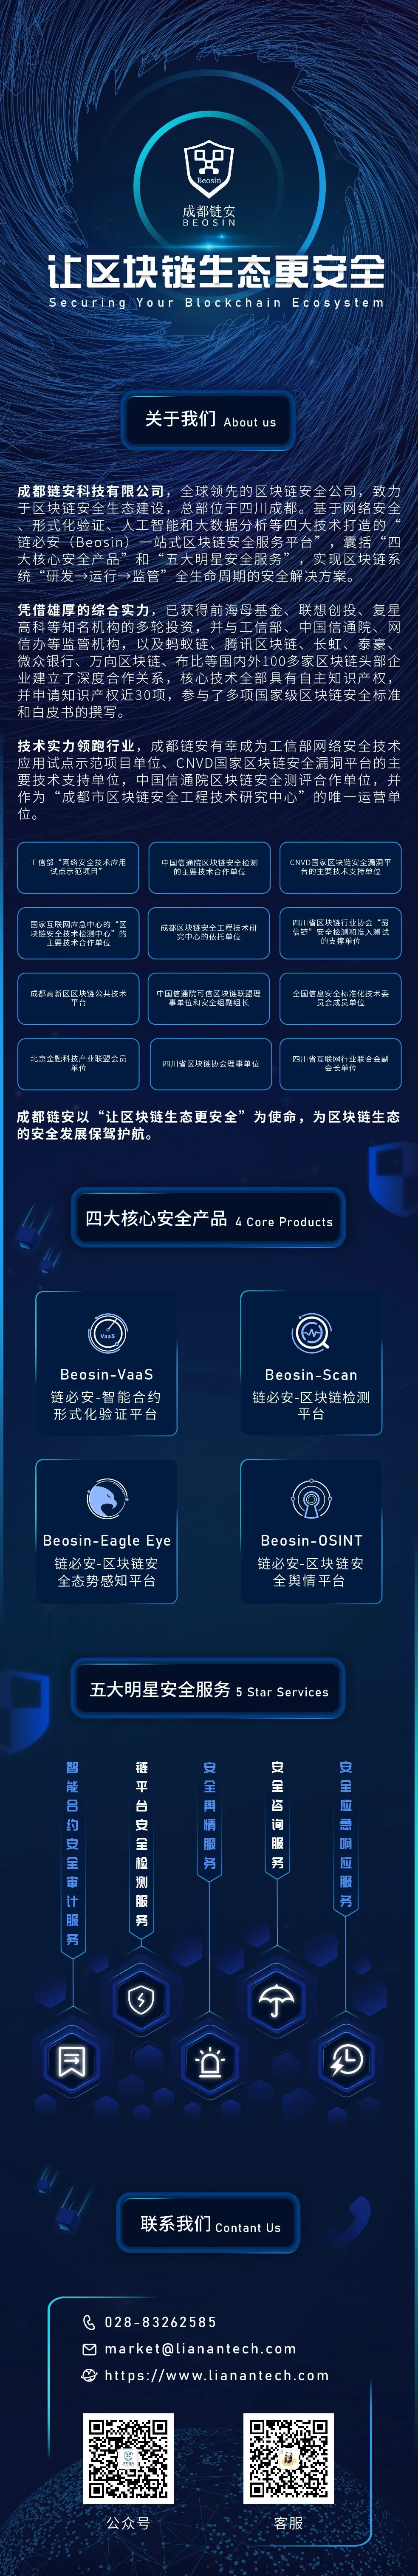 Beosin
成都链安
BEOSIN
让区块链生态更安全
Securing Your Blockchain Ecosystem
关于我们 About us
成都链安科技有限公司，全球领先的区块链安全公司，致力
于区块链安全生态建设，总部位于四川成都。基于网络安全
、形式化验证、人工智能和大数据分析等四大技术打造的“
链必安（Beosin）一站式区块链安全服务平台”，囊括“四
大核心安全产品”和“五大明星安全服务”，实现区块链系
统“研发→运行→监管”全生命周期的安全解决方案。
凭借雄厚的综合实力，已获得前海母基金、联想创投、复星
高科等知名机构的多轮投资，并与工信部、中国信通院、网
信办等监管机构，以及蚂蚁链、腾讯区块链、长虹、泰豪、
微众银行、万向区块链、布比等国内外100多家区块链头部企
业建立了深度合作关系，核心技术全部具有自主知识产权，
并申请知识产权近30项，参与了多项国家级区块链安全标准
和白皮书的撰写。
技术实力领跑行业，成都链安有幸成为工信部网络安全技术
应用试点示范项目单位、CNVD国家区块链安全漏洞平台的主
要技术支持单位，中国信通院区块链安全测评合作单位，并
作为“成都市区块链安全工程技术研究中心”的唯一运营单
位。
工信部“网络安全技术应用
试点示范项目”
中国信通院区块链安全检测
的主要技术合作单位
CNVD国家区块链安全漏洞平
台的主要技术支持单位
国家互联网应急中心的“区
块链安全技术检测中心”的
主要技术合作单位
成都区块链安全工程技术研
究中心的依托单位
四川省区块链行业协会“蜀
信链”安全检测和准入测试
的支撑单位
成都高新区区块链公共技术
平台
中国信通院可信区块链联盟理
事单位和安全组副组长
全国信息安全标准化技术委
员会成员单位
北京金融科技产业联盟会员
单位
四川省区块链协会理事单位
四川省互联网行业联合会副
会长单位
成都链安以“让区块链生态更安全”为使命，为区块链生态
的安全发展保驾护航。
四大核心安全产品 4 Core Products
VaaS
Beosin-VaaS
链必安-智能合约
形式化验证平台
Beosin-Scan
链必安-区块链检测
平台
Beosin-Eagle Eye
链必安-区块链安
全态势感知平台
Beosin-OSINT
链必安-区块链安
全舆情平台
五大明星安全服务 5 Star Services
智能合约安全审计服务
链平台安全检测服务
安全舆情服务
安全咨询服务
安全应急响应服务
联系我们 Contant Us
028-83262585
market@lianantech.com
https://www.lianantech.com
公众号
客服